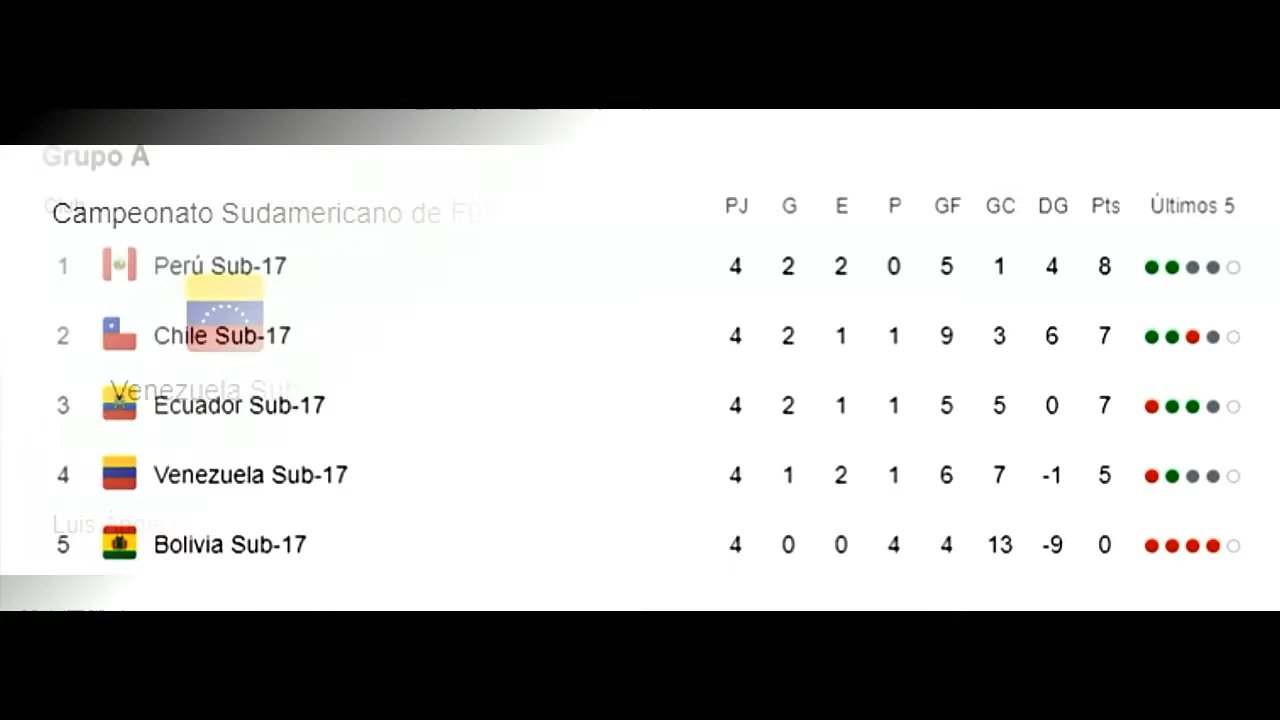 Grupo A
Club
Campeonato Sudamericano de Fú
PJ G E P GF GC DG Pts Últimos 5
1 Perú Sub-17 4 2 2 0 5 1 4 8
2 Chile Sub-17 4 2 1 1 9 3 6 7
Venezuela Sub
3 Ecuador Sub-17 4 2 1 1 5 5 0 7
4 Venezuela Sub-17 4 1 2 1 6 7 -1 5
Luis Ánge
5 Bolivia Sub-17 4 0 0 4 4 13 -9 0